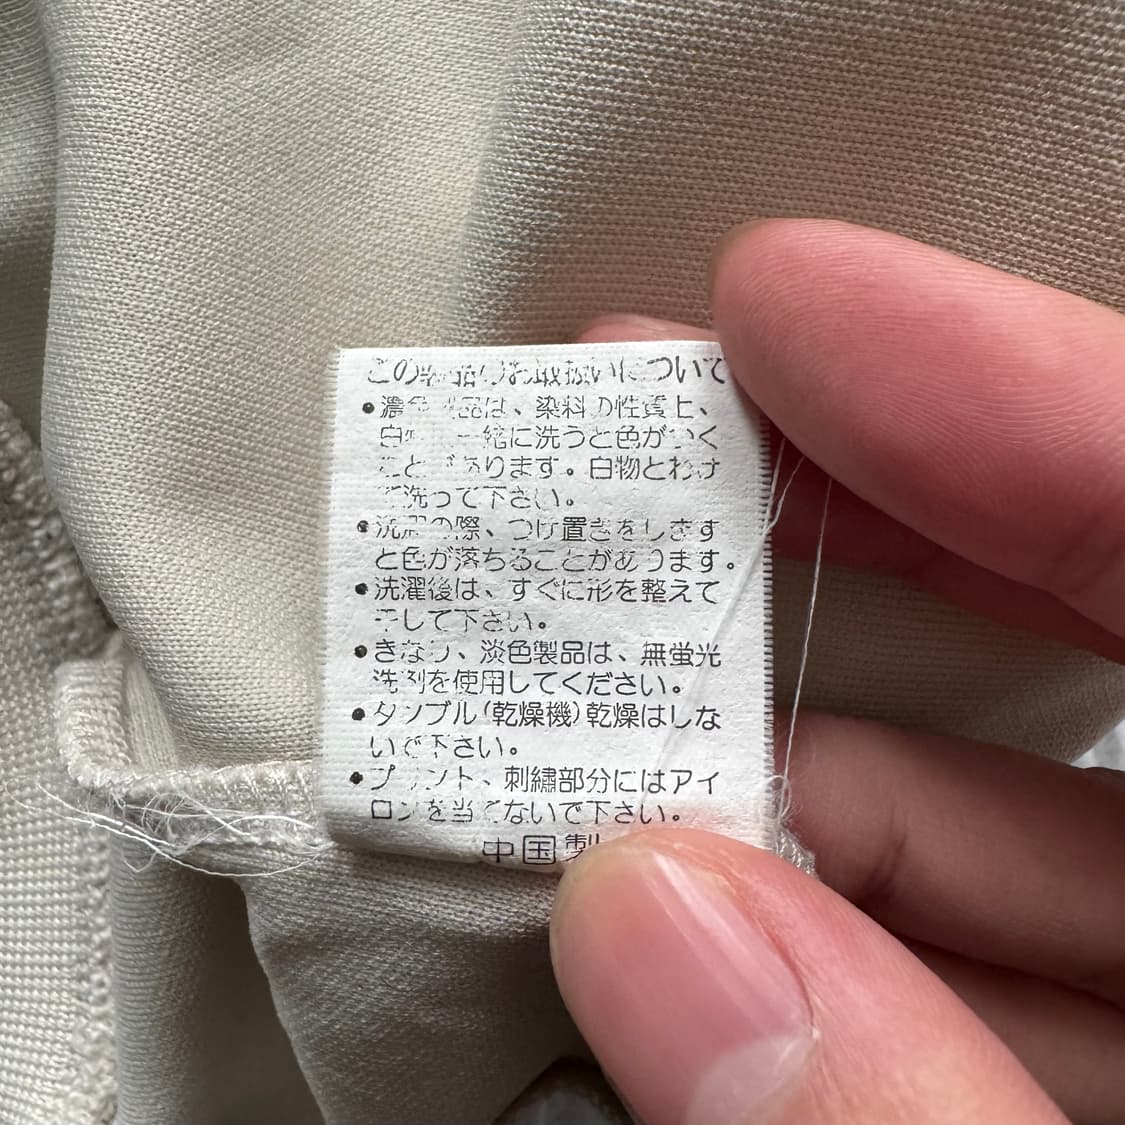 この製品のお取扱いについて
●濃色製品は、染料の性質上、
白物と一緒に洗うと色がつく
ことがあります。白物とわけ
て洗って下さい。
●洗濯の際、つけ置きをしますと
と色が落ちることがあります。
●洗濯後は、すぐに形を整えて
干して下さい。
●きなり、淡色製品は、無蛍光
洗剤を使用してください。
●タンブル(乾燥機)乾燥はしな
いで下さい。
●プリント、刺繍部分にはアイ
ロンを当てないで下さい。
中国製